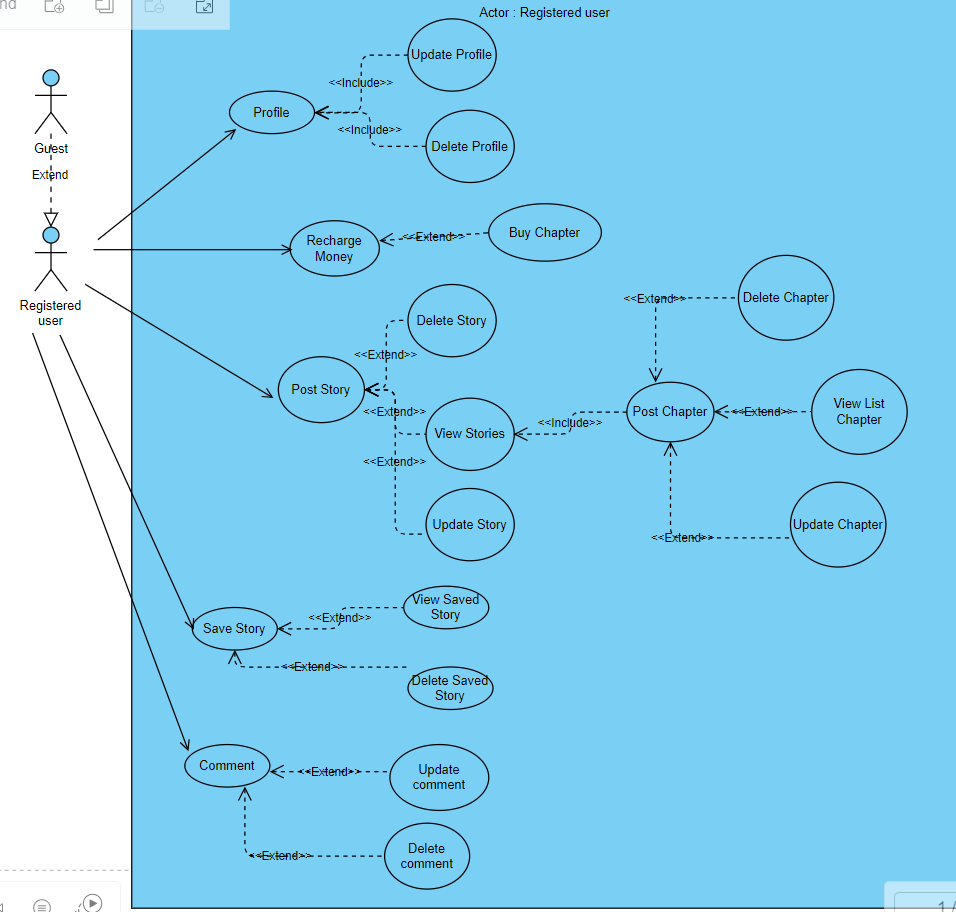 nd
Actor : Registered user
Update Profile
<<Include>>
Profile
<<Include>>
Delete Profile
Guest
Extend
Registered
user
Recharge
Money
<<Extend>>
Buy Chapter
Delete Story
<<Extend>>
Post Story
<<Extend>>
View Stories
<<Extend>>
Update Story
<<Include>>
Post Chapter
<<Extend>>
Delete Chapter
<<Extend>>
View List
Chapter
<<Extend>>
Update Chapter
Save Story
<<Extend>>
View Saved
Story
<<Extend>>
Delete Saved
Story
Comment
<<Extend>>
Update
comment
<<Extend>>
Delete
comment
1 /